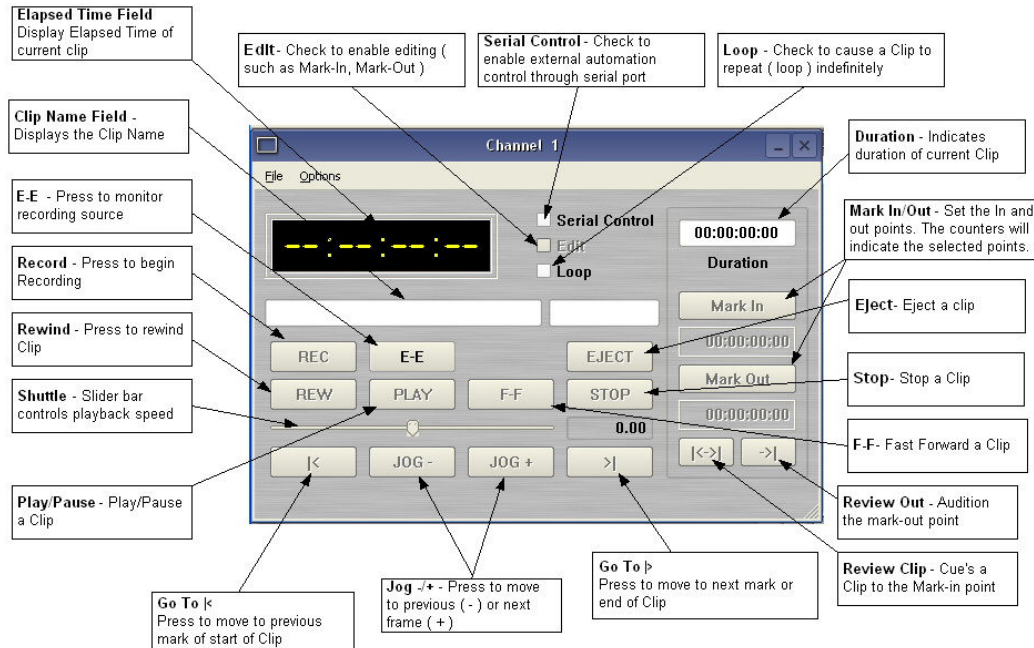 Elapsed Time Field
Display Elapsed Time of
current clip
EdIt- Check to enable editing (
such as Mark-In, Mark-Out )
Serial Control - Check to
enable external automation
control through serial port
Loop - Check to cause a Clip to
repeat ( loop ) indefinitely
Clip Name Field -
Displays the Clip Name
E-E - Press to monitor
recording source
Record - Press to begin
Recording
Rewind - Press to rewind
Clip
Shuttle - Slider bar
controls playback speed
Play/Pause - Play/Pause
a Clip
Channel 1
File Options
--:--:--:--
Serial Control
Edit
Loop
00:00:00:00
Duration
Mark In
00:00:00:00
Mark Out
00:00:00:00
REC E-E EJECT
REW PLAY F-F STOP
0.00
|< JOG - JOG + >|
|<->| ->|
Duration - Indicates
duration of current Clip
Mark In/Out - Set the In and
out points. The counters will
indicate the selected points.
EJect- Eject a clip
Stop- Stop a Clip
F-F- Fast Forward a Clip
Review Out - Audition
the mark-out point
Review Clip - Cue's a
Clip to the Mark-in point
Go To |<
Press to move to previous
mark of start of Clip
Jog -/+ - Press to move
to previous ( - ) or next
frame ( + )
Go To |>
Press to move to next mark or
end of Clip